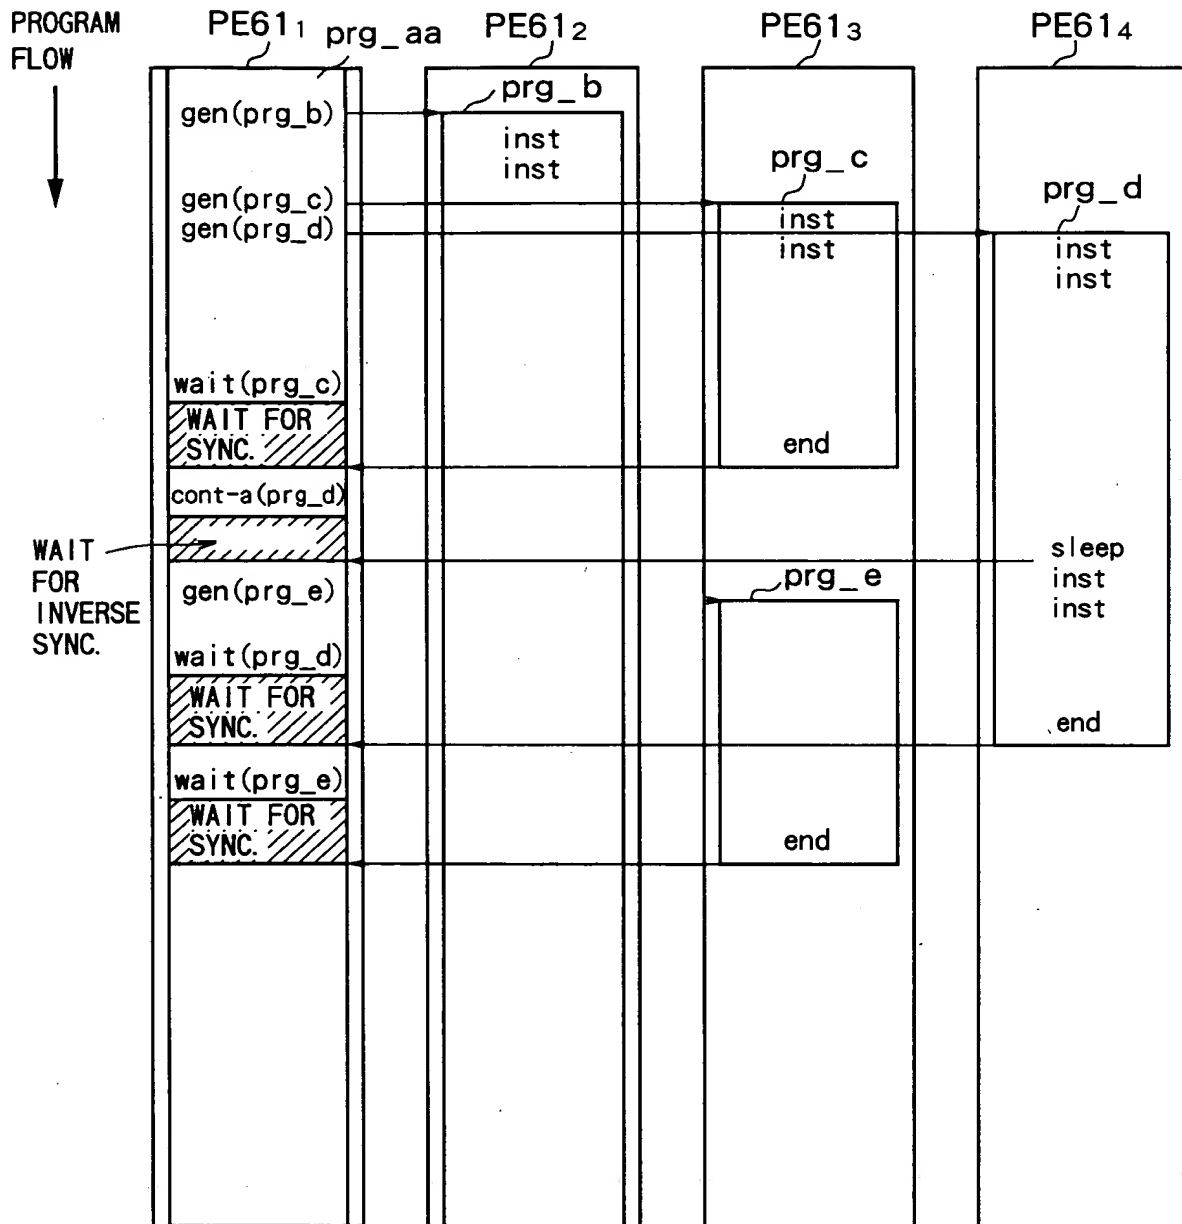 PROGRAM
FLOW
PE61₁
prg_aa
PE61₂
PE61₃
PE61₄
gen(prg_b)
prg_b
inst
inst
gen(prg_c)
gen(prg_d)
prg_c
inst
inst
prg_d
inst
inst
wait(prg_c)
WAIT FOR
SYNC.
end
cont-a(prg_d)
WAIT
FOR
INVERSE
SYNC.
sleep
inst
inst
gen(prg_e)
prg_e
wait(prg_d)
WAIT FOR
SYNC.
end
wait(prg_e)
WAIT FOR
SYNC.
end